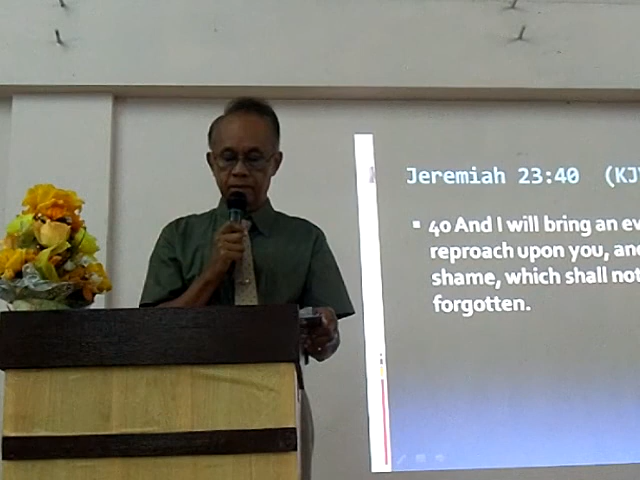 Jeremiah 23:40 (KJ
40 And I will bring an ev
reproach upon you, and
shame, which shall not
forgotten.